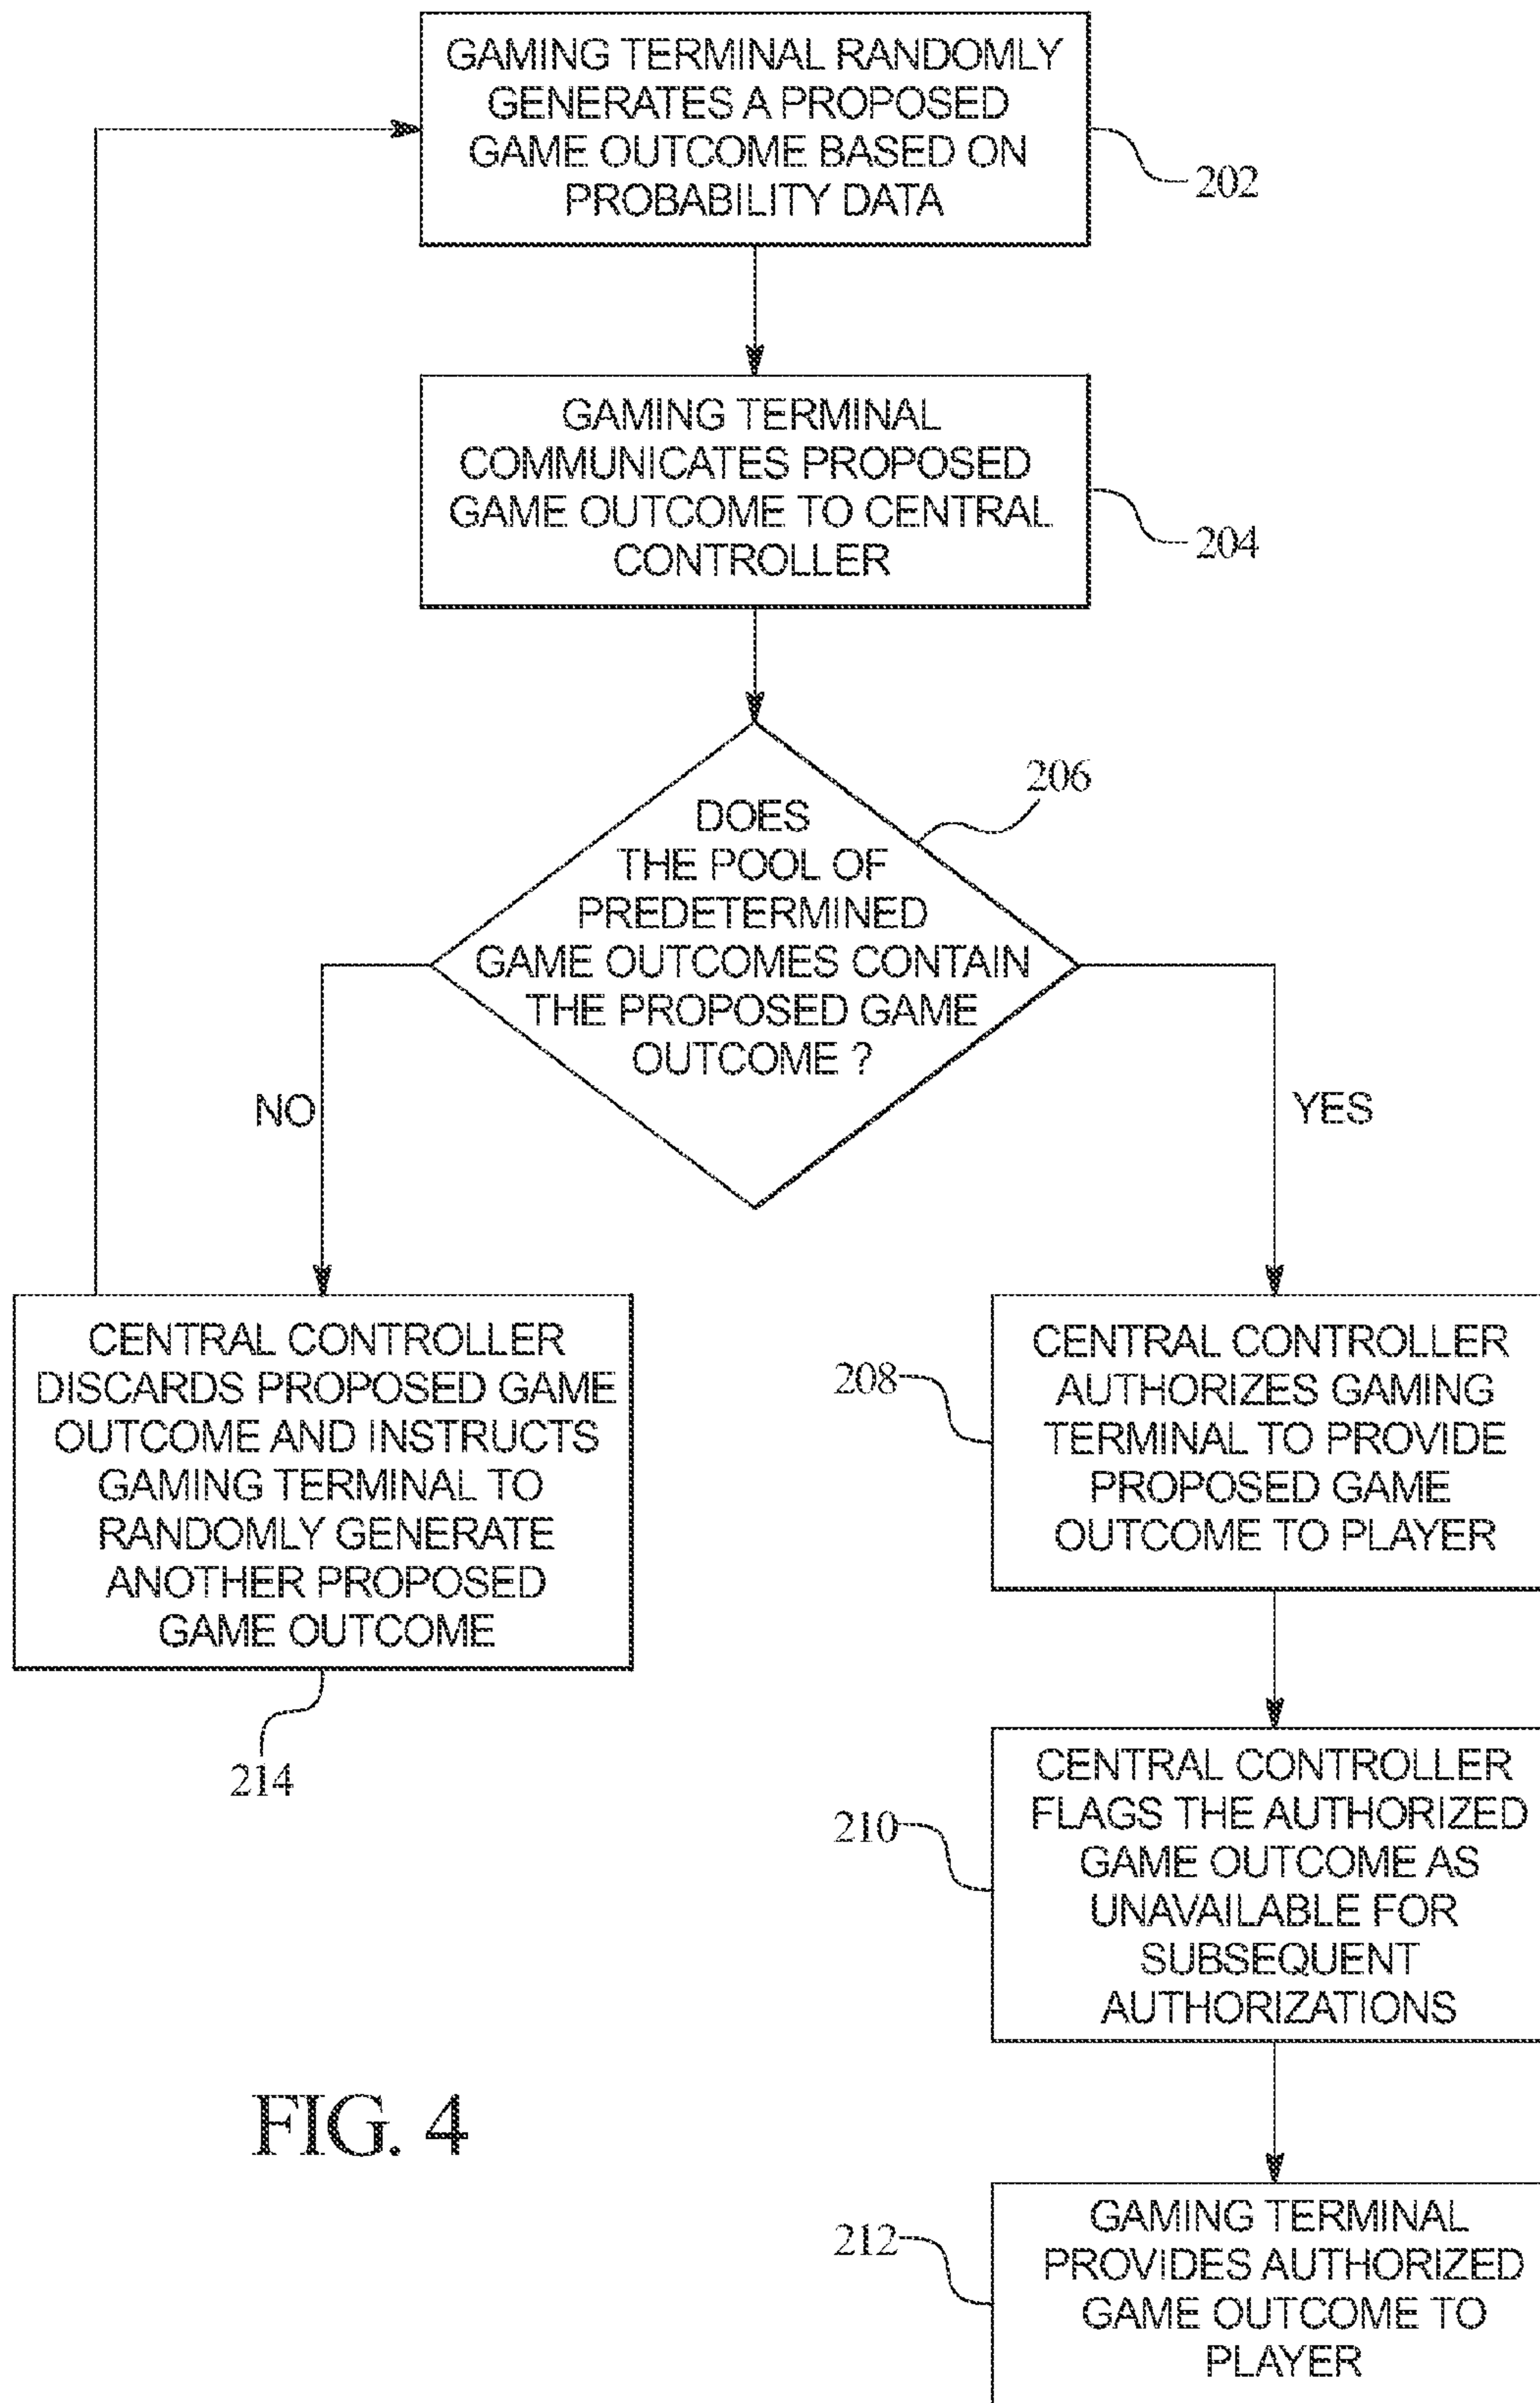 GAMING TERMINAL RANDOMLY
GENERATES A PROPOSED
GAME OUTCOME BASED ON
PROBABILITY DATA
202
GAMING TERMINAL
COMMUNICATES PROPOSED
GAME OUTCOME TO CENTRAL
CONTROLLER
204
206
DOES
THE POOL OF
PREDETERMINED
GAME OUTCOMES CONTAIN
THE PROPOSED GAME
OUTCOME ?
NO
YES
CENTRAL CONTROLLER
DISCARDS PROPOSED GAME
OUTCOME AND INSTRUCTS
GAMING TERMINAL TO
RANDOMLY GENERATE
ANOTHER PROPOSED
GAME OUTCOME
214
208
CENTRAL CONTROLLER
AUTHORIZES GAMING
TERMINAL TO PROVIDE
PROPOSED GAME
OUTCOME TO PLAYER
210
CENTRAL CONTROLLER
FLAGS THE AUTHORIZED
GAME OUTCOME AS
UNAVAILABLE FOR
SUBSEQUENT
AUTHORIZATIONS
212
GAMING TERMINAL
PROVIDES AUTHORIZED
GAME OUTCOME TO
PLAYER
FIG. 4